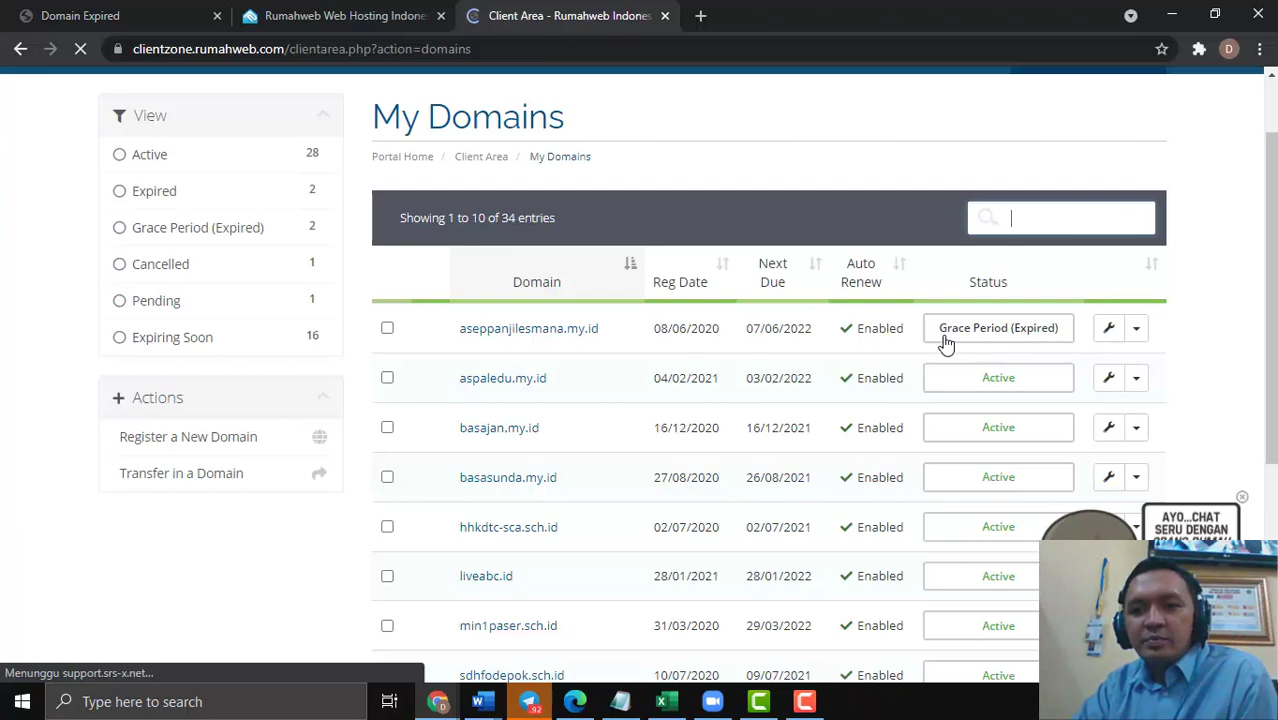 Domain Expired
Rumahweb Web Hosting Indones
Client Area - Rumahweb Indones
clientzone.rumahweb.com/clientarea.php?action=domains
D
View
Active 28
Expired 2
Grace Period (Expired) 2
Cancelled 1
Pending 1
Expiring Soon 16
Actions
Register a New Domain
Transfer in a Domain
My Domains
Portal Home / Client Area / My Domains
Showing 1 to 10 of 34 entries
Domain Reg Date Next Due Auto Renew Status
aseppanjilesmana.my.id 08/06/2020 07/06/2022 Enabled Grace Period (Expired)
aspaledu.my.id 04/02/2021 03/02/2022 Enabled Active
basajan.my.id 16/12/2020 16/12/2021 Enabled Active
basasunda.my.id 27/08/2020 26/08/2021 Enabled Active
hhkdtc-sca.sch.id 02/07/2020 02/07/2021 Enabled Active
liveabc.id 28/01/2021 28/01/2022 Enabled Active
min1paser.sch.id 31/03/2020 29/03/2022 Enabled Active
sdhfodepok.sch.id 10/07/2020 09/07/2021 Enabled Active
AYO...CHAT
SERU DENGAN
Menunggu support.srs-x.net...
Type here to search
92